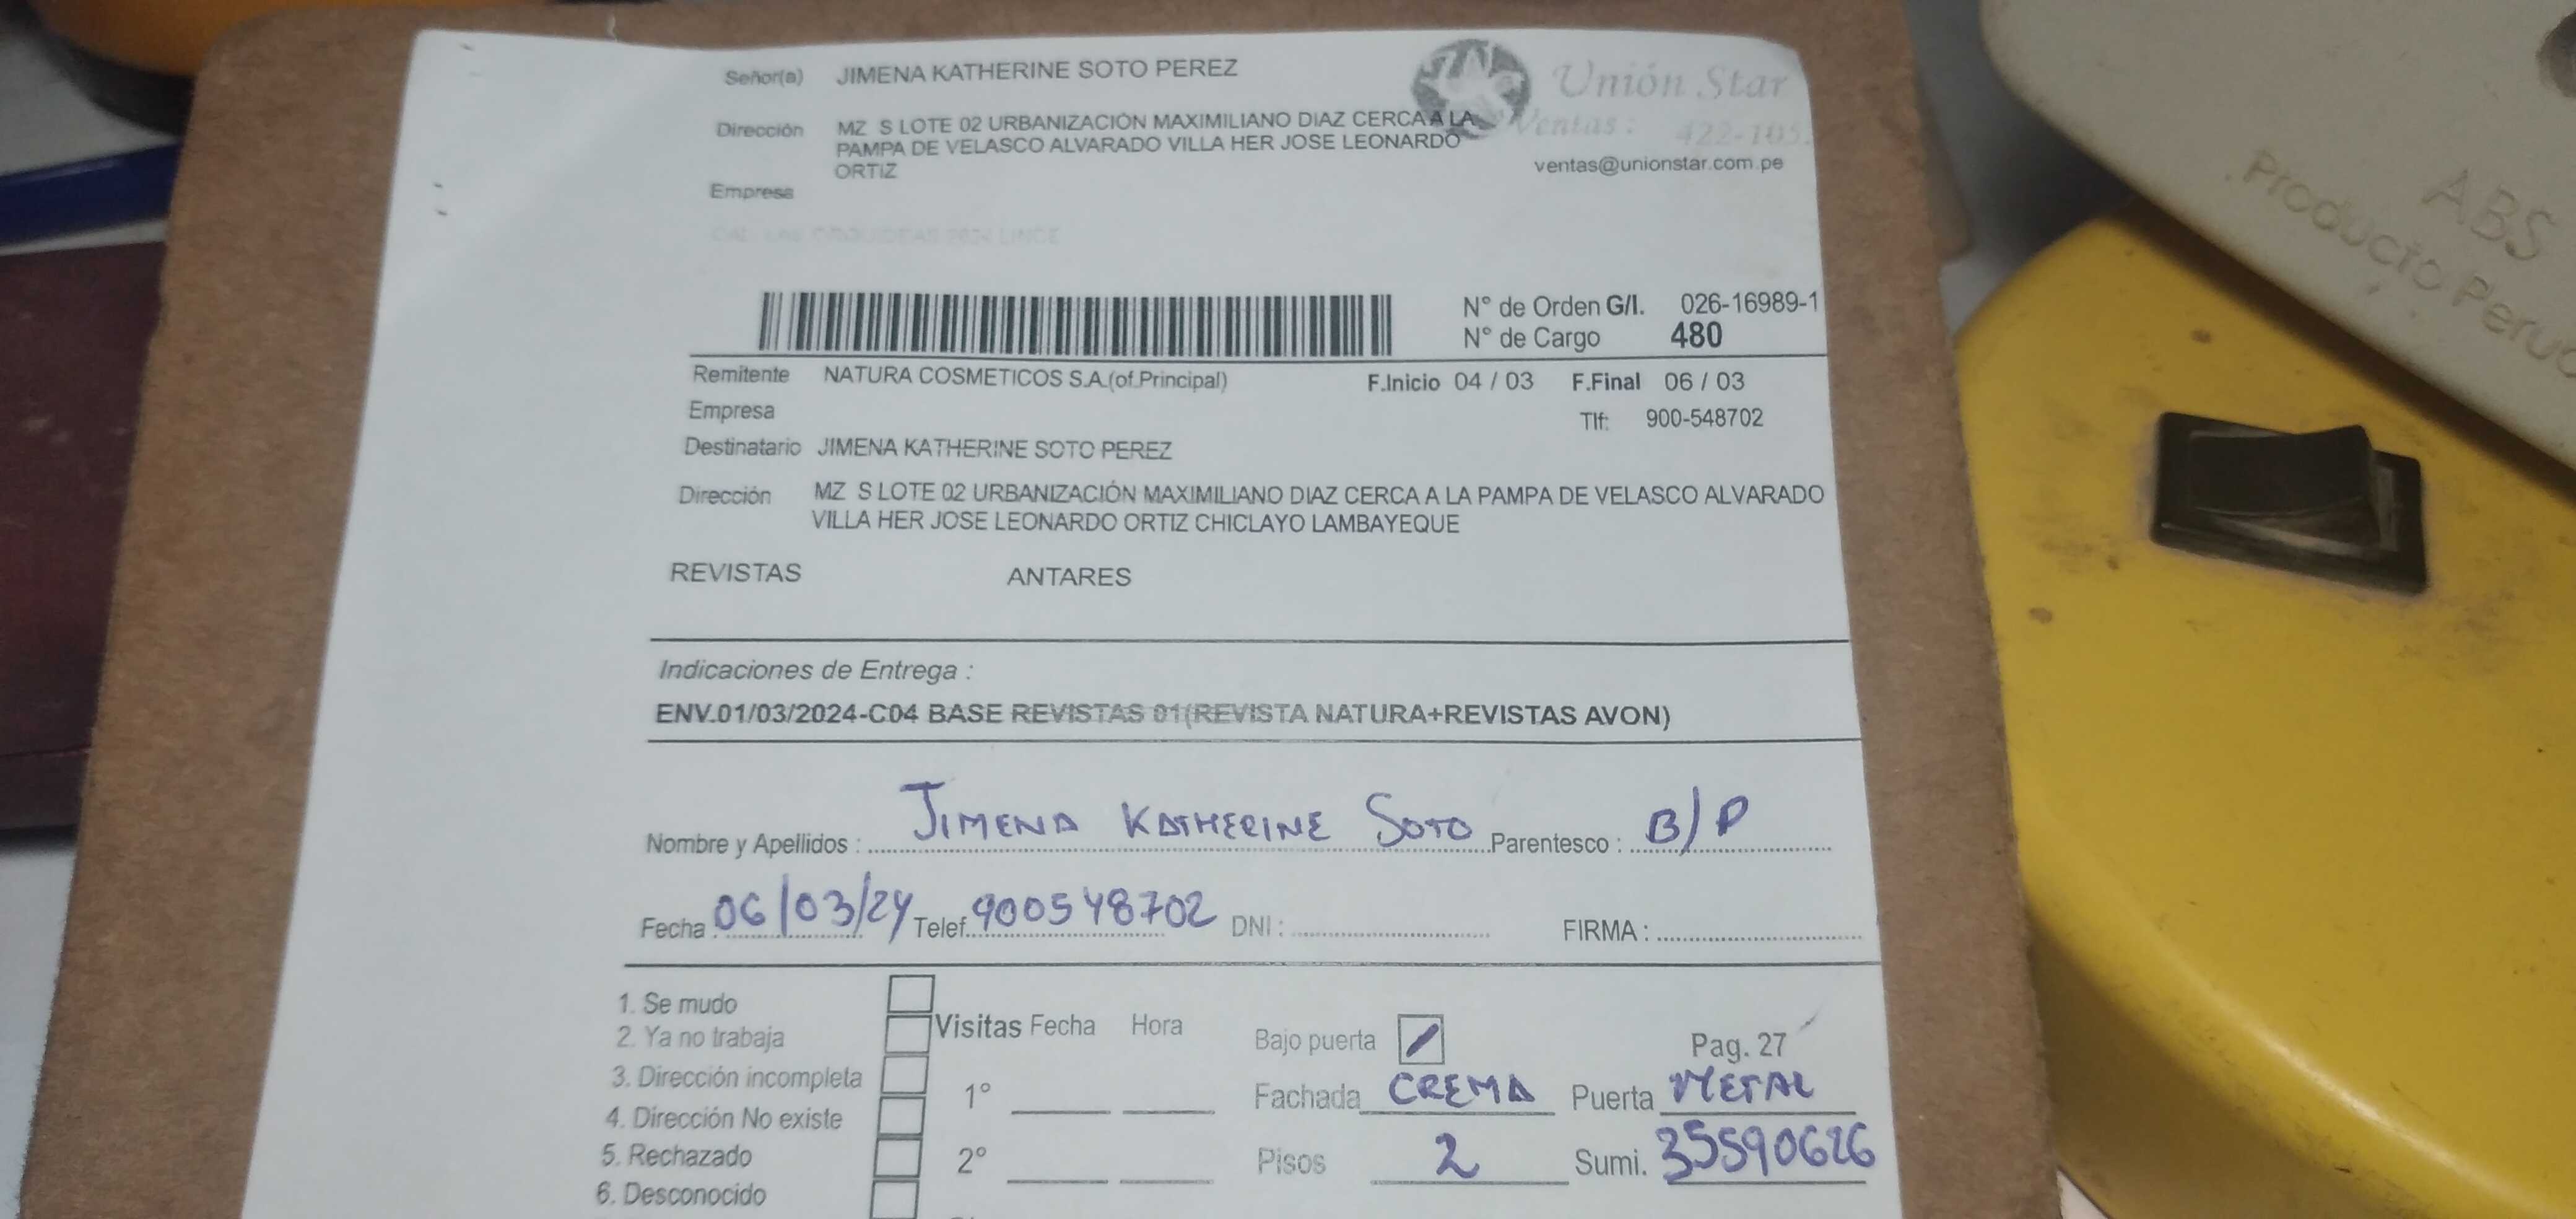 Señor(a) JIMENA KATHERINE SOTO PEREZ
Unión Star
Dirección MZ S LOTE 02 URBANIZACIÓN MAXIMILIANO DIAZ CERCA A LA
Ventas: 422-105
PAMPA DE VELASCO ALVARADO VILLA HER JOSE LEONARDO
ventas@unionstar.com.pe
ORTIZ
Empresa
N° de Orden G/I. 026-16989-1
N° de Cargo 480
Remitente NATURA COSMETICOS S.A.(of.Principal) F.Inicio 04 / 03 F.Final 06 / 03
Empresa Tlf: 900-548702
Destinatario JIMENA KATHERINE SOTO PEREZ
Dirección MZ S LOTE 02 URBANIZACIÓN MAXIMILIANO DIAZ CERCA A LA PAMPA DE VELASCO ALVARADO
VILLA HER JOSE LEONARDO ORTIZ CHICLAYO LAMBAYEQUE
REVISTAS ANTARES
Indicaciones de Entrega :
ENV.01/03/2024-C04 BASE REVISTAS 01(REVISTA NATURA+REVISTAS AVON)
Nombre y Apellidos : JIMENA KATHERINE SOTO Parentesco : B/P
Fecha : 06/03/24 Telef. 900548702 DNI : FIRMA :
1. Se mudo
2. Ya no trabaja
3. Dirección incompleta
4. Dirección No existe
5. Rechazado
6. Desconocido
Visitas Fecha Hora
1°
2°
Bajo puerta Pag. 27
Fachada CREMA Puerta METAL
Pisos 2 Sumi. 35590626
ABS
Producto